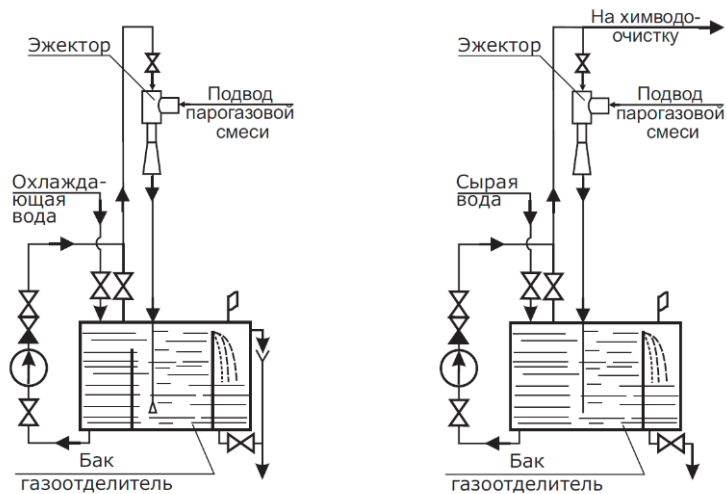 Эжектор
Подвод
парогазовой
смеси
Охлажда-
ющая
вода
Бак
газоотделитель
На химводо-
очистку
Эжектор
Подвод
парогазовой
смеси
Сырая
вода
Бак
газоотделитель